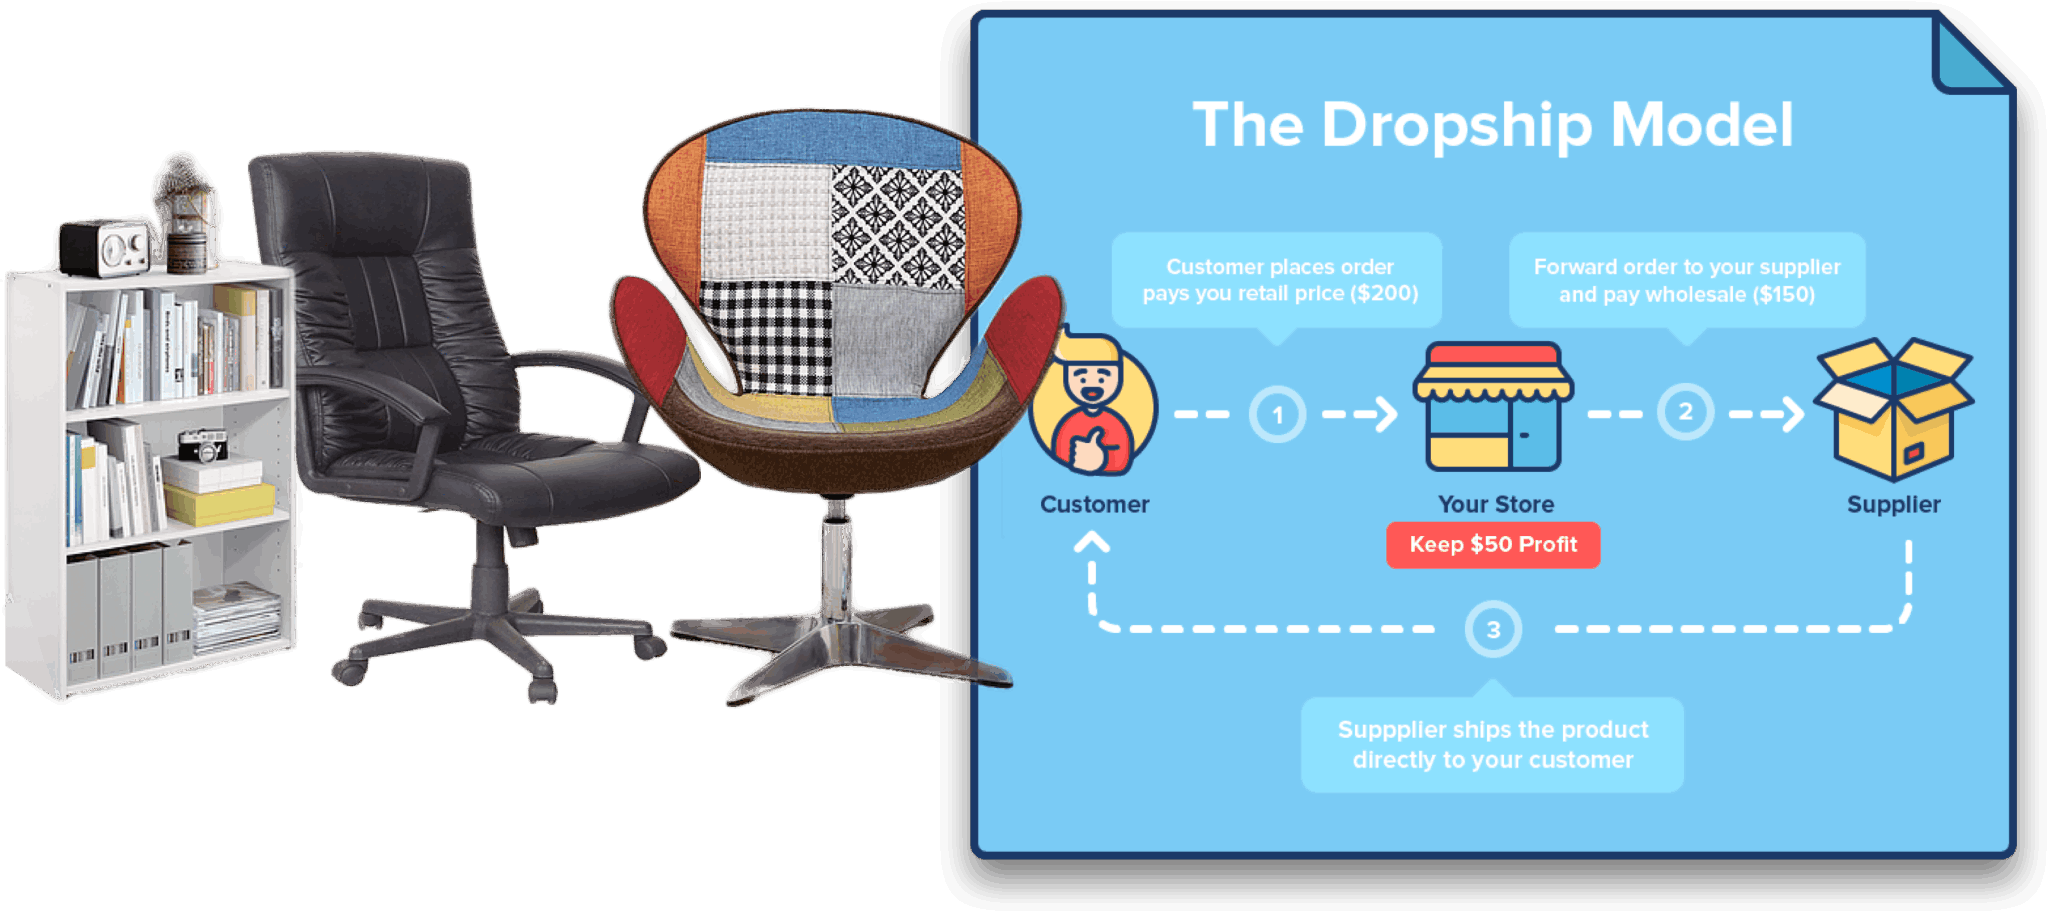 The Dropship Model
Customer places order
pays you retail price ($200)
Forward order to your supplier
and pay wholesale ($150)
1
2
Customer
Your Store
Supplier
Keep $50 Profit
3
Suppplier ships the product
directly to your customer